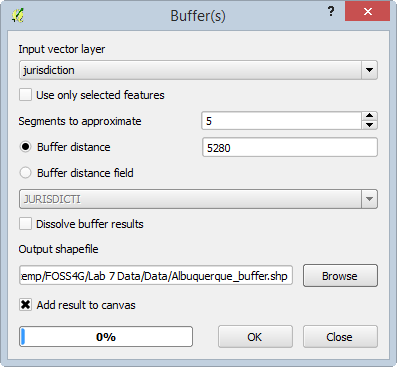 Buffer(s)
?
Input vector layer
jurisdiction
Use only selected features
Segments to approximate
5
Buffer distance
5280
Buffer distance field
JURISDICTI
Dissolve buffer results
Output shapefile
emp/FOSS4G/Lab 7 Data/Data/Albuquerque_buffer.shp
Browse
Add result to canvas
0%
OK
Close